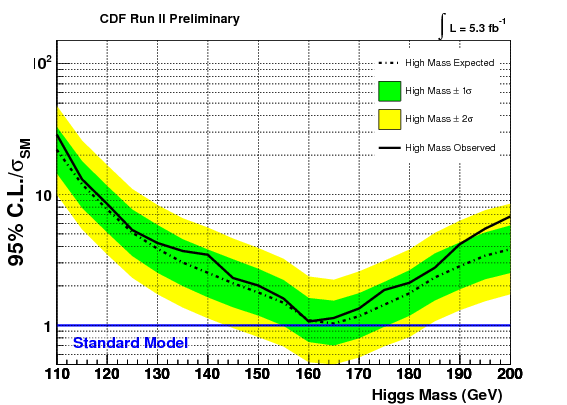 CDF Run II Preliminary
∫ L = 5.3 fb⁻¹
High Mass Expected
High Mass ± 1σ
High Mass ± 2σ
High Mass Observed
95% C.L./σSM
10²
10
1
Standard Model
110 120 130 140 150 160 170 180 190 200
Higgs Mass (GeV)